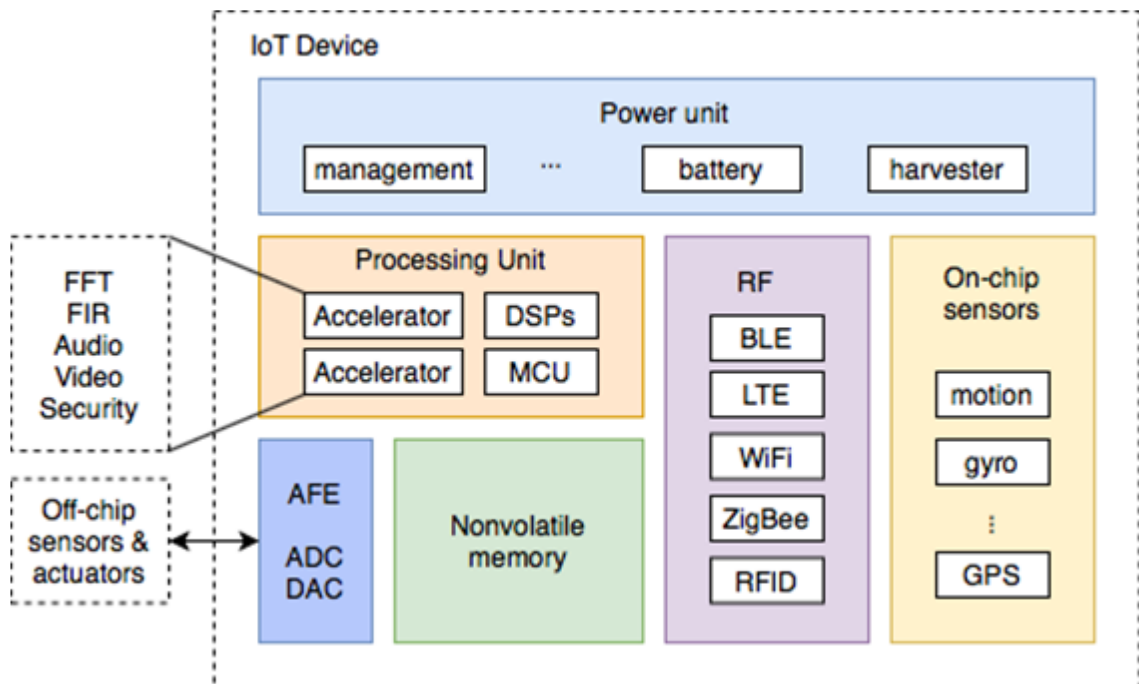 IoT Device
Power unit
management
...
battery
harvester
FFT
FIR
Audio
Video
Security
Processing Unit
Accelerator
DSPs
Accelerator
MCU
RF
BLE
LTE
WiFi
ZigBee
RFID
On-chip
sensors
motion
gyro
...
GPS
Off-chip
sensors &
actuators
AFE
ADC
DAC
Nonvolatile
memory